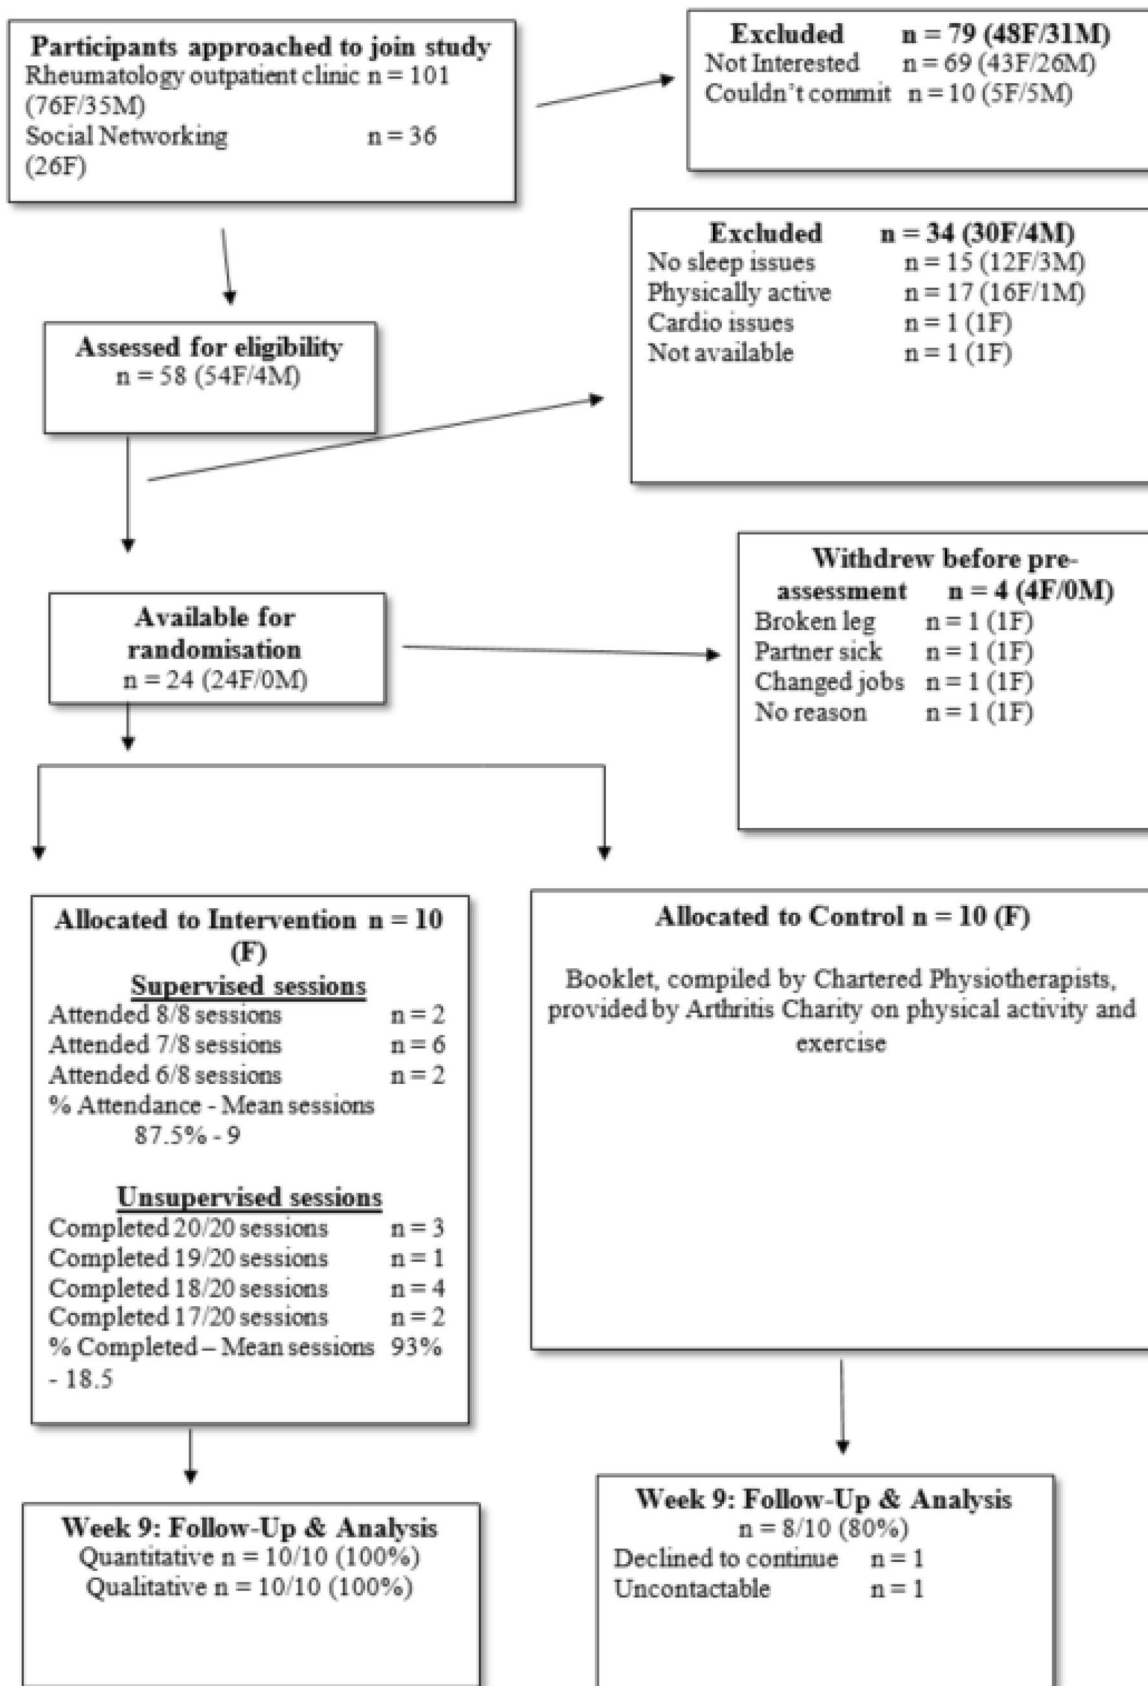 Participants approached to join study
Rheumatology outpatient clinic n = 101
(76F/35M)
Social Networking n = 36
(26F)
Excluded n = 79 (48F/31M)
Not Interested n = 69 (43F/26M)
Couldn't commit n = 10 (5F/5M)
Excluded n = 34 (30F/4M)
No sleep issues n = 15 (12F/3M)
Physically active n = 17 (16F/1M)
Cardio issues n = 1 (1F)
Not available n = 1 (1F)
Assessed for eligibility
n = 58 (54F/4M)
Withdrew before pre-
assessment n = 4 (4F/0M)
Broken leg n = 1 (1F)
Partner sick n = 1 (1F)
Changed jobs n = 1 (1F)
No reason n = 1 (1F)
Available for
randomisation
n = 24 (24F/0M)
Allocated to Intervention n = 10
(F)
Supervised sessions
Attended 8/8 sessions n = 2
Attended 7/8 sessions n = 6
Attended 6/8 sessions n = 2
% Attendance - Mean sessions
87.5% - 9
Unsupervised sessions
Completed 20/20 sessions n = 3
Completed 19/20 sessions n = 1
Completed 18/20 sessions n = 4
Completed 17/20 sessions n = 2
% Completed – Mean sessions 93%
- 18.5
Allocated to Control n = 10 (F)
Booklet, compiled by Chartered Physiotherapists,
provided by Arthritis Charity on physical activity and
exercise
Week 9: Follow-Up & Analysis
Quantitative n = 10/10 (100%)
Qualitative n = 10/10 (100%)
Week 9: Follow-Up & Analysis
n = 8/10 (80%)
Declined to continue n = 1
Uncontactable n = 1